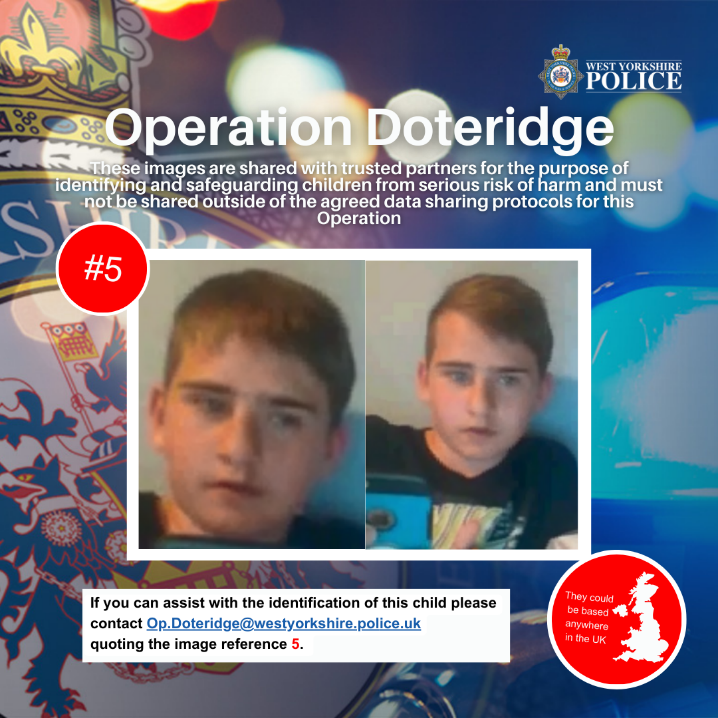 WEST YORKSHIRE
POLICE
Operation Doteridge
These images are shared with trusted partners for the purpose of
identifying and safeguarding children from serious risk of harm and must
not be shared outside of the agreed data sharing protocols for this
Operation
#5
If you can assist with the identification of this child please
contact Op.Doteridge@westyorkshire.police.uk
quoting the image reference 5.
They could
be based
anywhere
in the UK